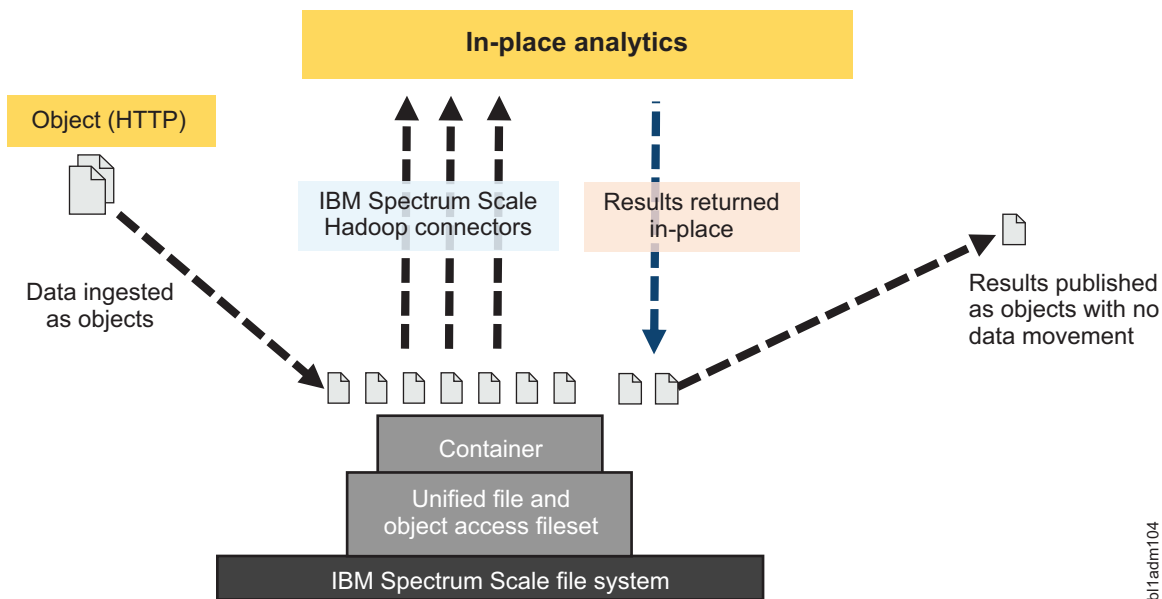 In-place analytics
Object (HTTP)
IBM Spectrum Scale
Hadoop connectors
Results returned
in-place
Data ingested
as objects
Results published
as objects with no
data movement
Container
Unified file and
object access fileset
IBM Spectrum Scale file system
bl1adm104